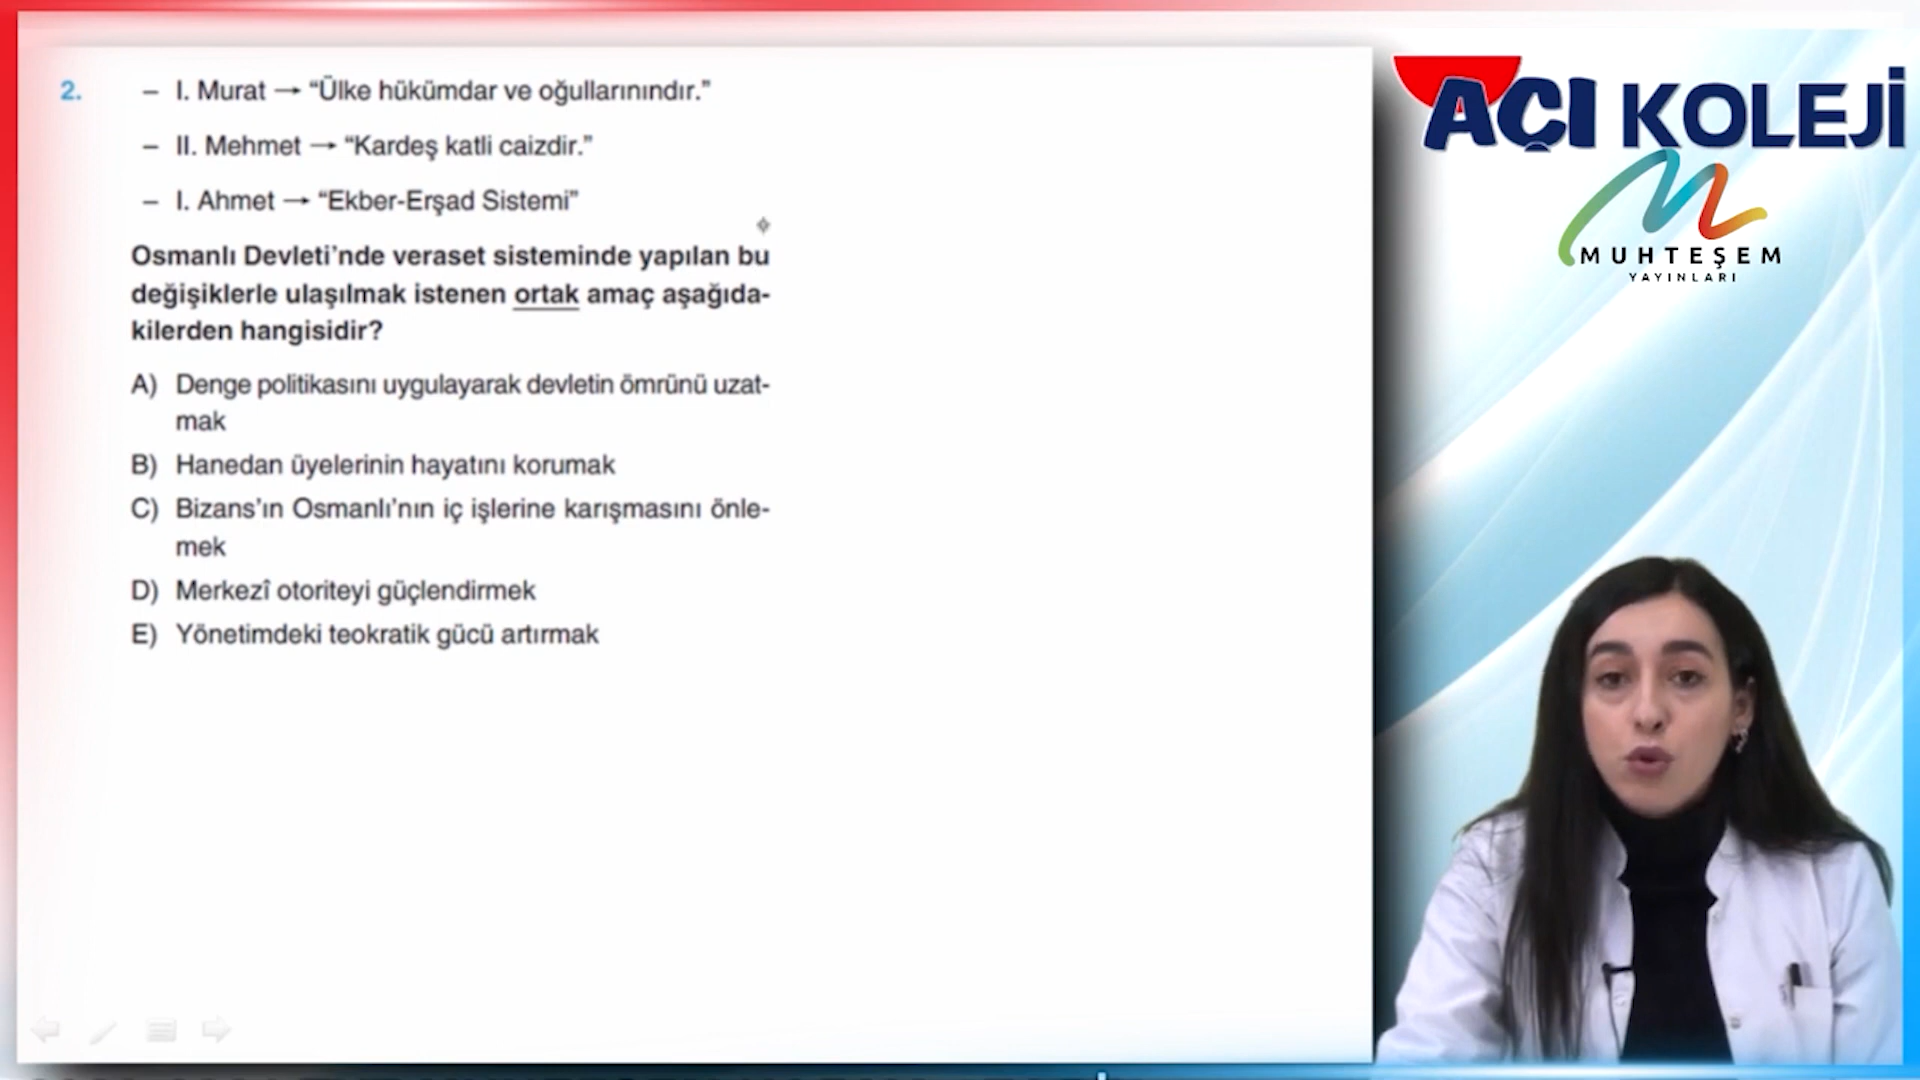 2. – I. Murat → “Ülke hükümdar ve oğullarınındır.”
– II. Mehmet → “Kardeş katli caizdir.”
– I. Ahmet → “Ekber-Erşad Sistemi”
Osmanlı Devleti’nde veraset sisteminde yapılan bu
değişiklerle ulaşılmak istenen ortak amaç aşağıda-
kilerden hangisidir?
A) Denge politikasını uygulayarak devletin ömrünü uzat-
mak
B) Hanedan üyelerinin hayatını korumak
C) Bizans’ın Osmanlı’nın iç işlerine karışmasını önle-
mek
D) Merkezî otoriteyi güçlendirmek
E) Yönetimdeki teokratik gücü artırmak
AÇI KOLEJİ
MUHTEŞEM
YAYINLARI